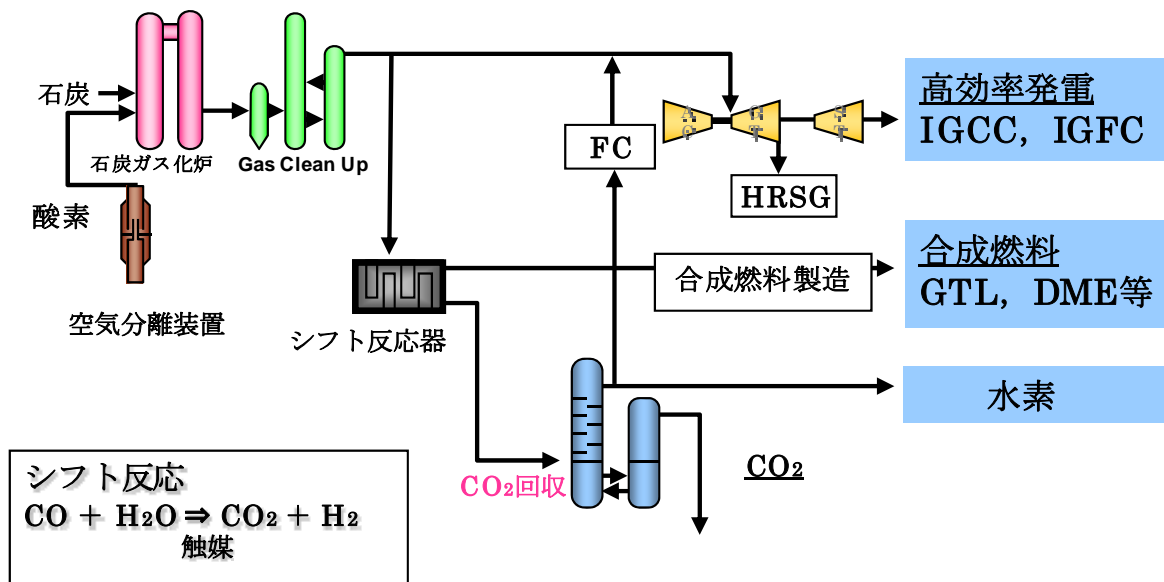 石炭
石炭ガス化炉
Gas Clean Up
酸素
空気分離装置
FC
HRSG
高効率発電
IGCC, IGFC
シフト反応器
合成燃料製造
合成燃料
GTL, DME等
水素
CO₂回収
CO₂
シフト反応
CO + H₂O ⇒ CO₂ + H₂
触媒